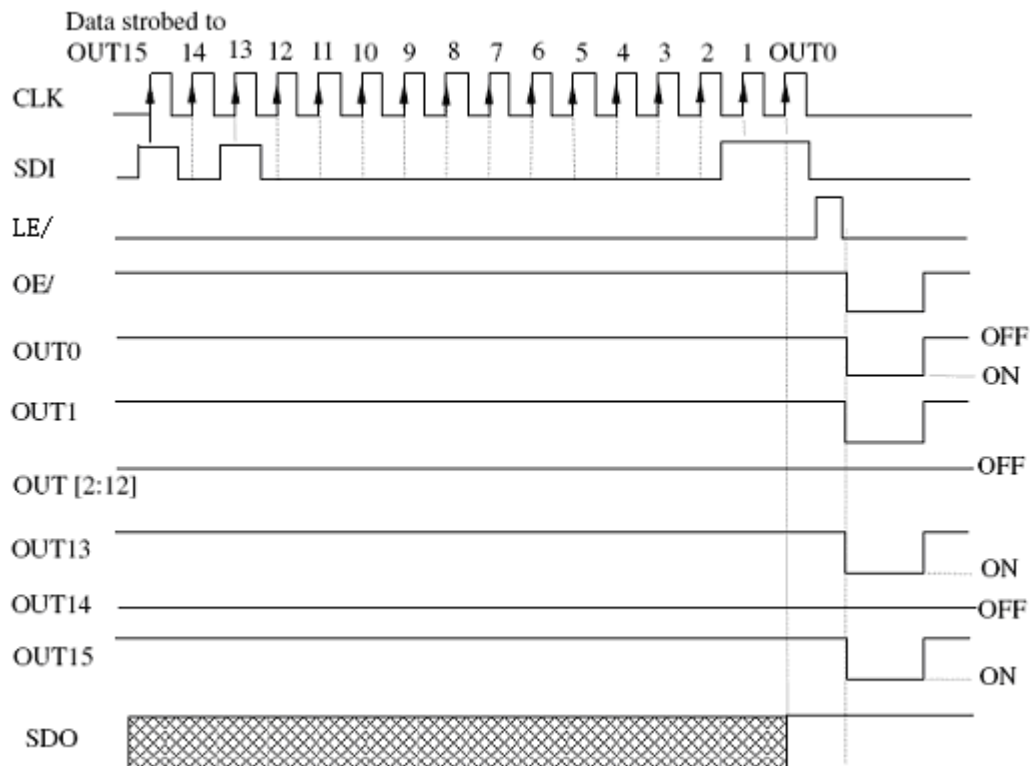 Data strobed to
OUT15 14 13 12 11 10 9 8 7 6 5 4 3 2 1 OUT0
CLK
SDI
LE/
OE/
OUT0
OFF
ON
OUT1
OUT [2:12]
OFF
OUT13
ON
OUT14
OFF
OUT15
ON
SDO